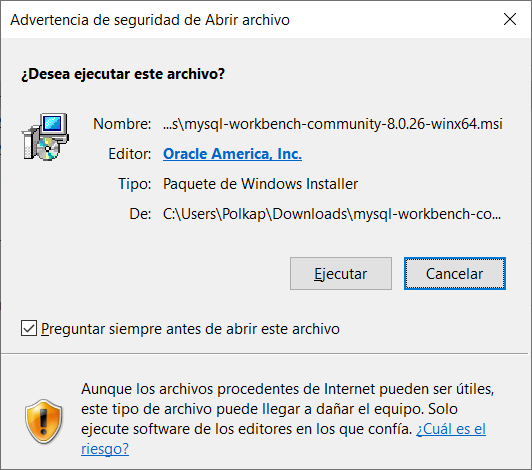 Advertencia de seguridad de Abrir archivo
¿Desea ejecutar este archivo?
Nombre: ...s\mysql-workbench-community-8.0.26-winx64.msi
Editor: Oracle America, Inc.
Tipo: Paquete de Windows Installer
De: C:\Users\Polkap\Downloads\mysql-workbench-co...
Ejecutar Cancelar
Preguntar siempre antes de abrir este archivo
Aunque los archivos procedentes de Internet pueden ser útiles,
este tipo de archivo puede llegar a dañar el equipo. Solo
ejecute software de los editores en los que confía. ¿Cuál es el
riesgo?